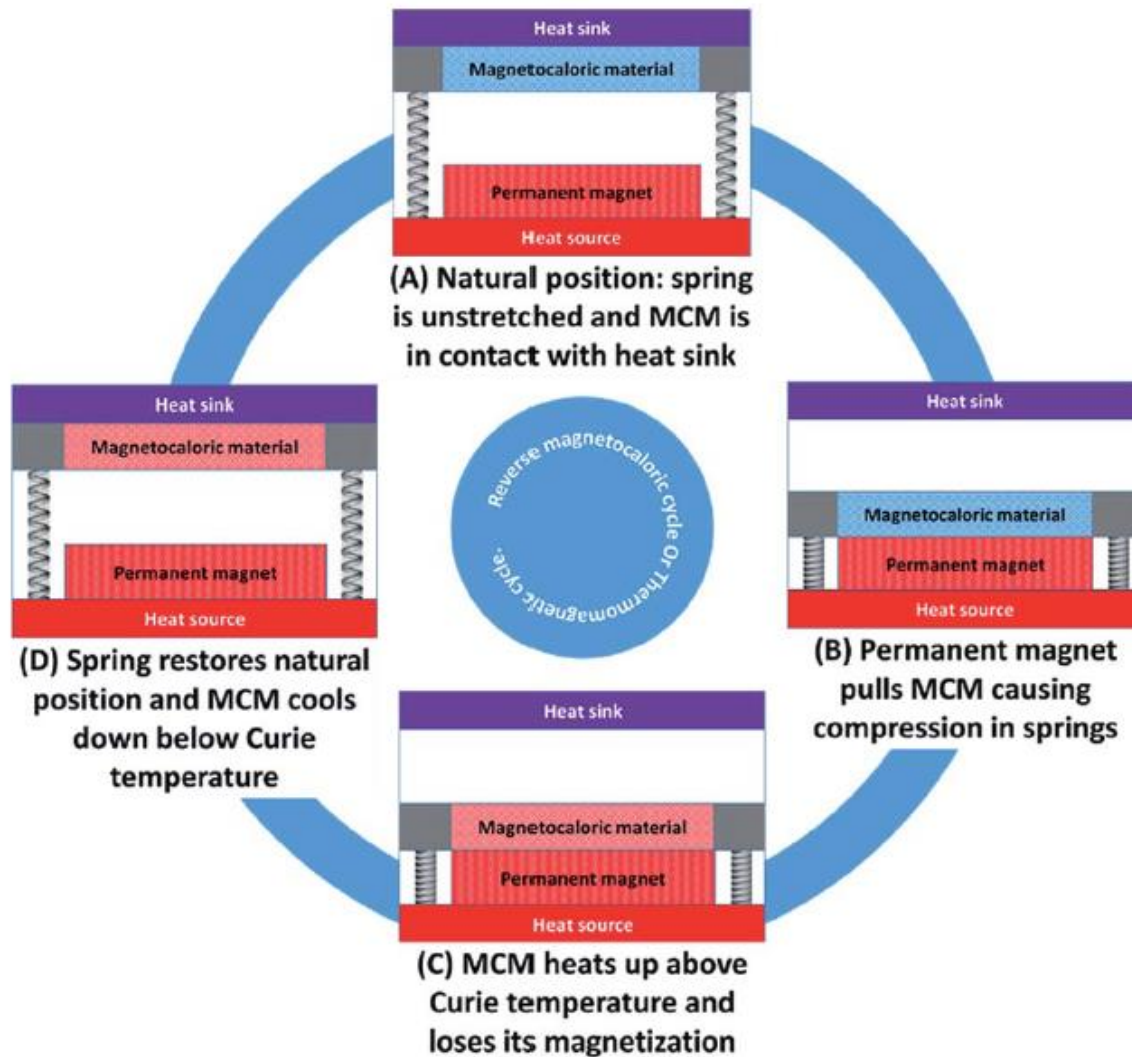 Heat sink
Magnetocaloric material
Permanent magnet
Heat source
(A) Natural position: spring
is unstretched and MCM is
in contact with heat sink
Heat sink
Magnetocaloric material
Permanent magnet
Heat source
(B) Permanent magnet
pulls MCM causing
compression in springs
Heat sink
Magnetocaloric material
Permanent magnet
Heat source
(C) MCM heats up above
Curie temperature and
loses its magnetization
Heat sink
Magnetocaloric material
Permanent magnet
Heat source
(D) Spring restores natural
position and MCM cools
down below Curie
temperature
Reverse magnetocaloric cycle Or Thermomagnetic cycle.